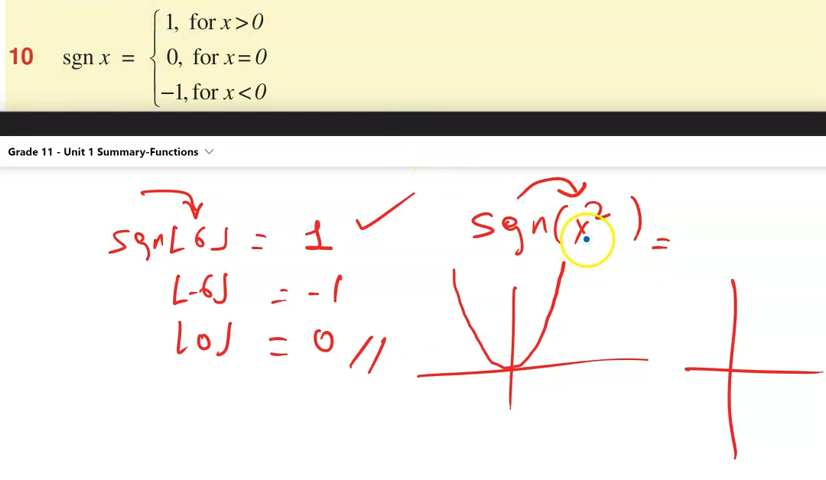 10 sgn x = { 1, for x > 0
0, for x = 0
−1, for x < 0
Grade 11 - Unit 1 Summary-Functions
sgn[6] = 1 ✓
[-6] = -1
[0] = 0 //
sgn(x²) =